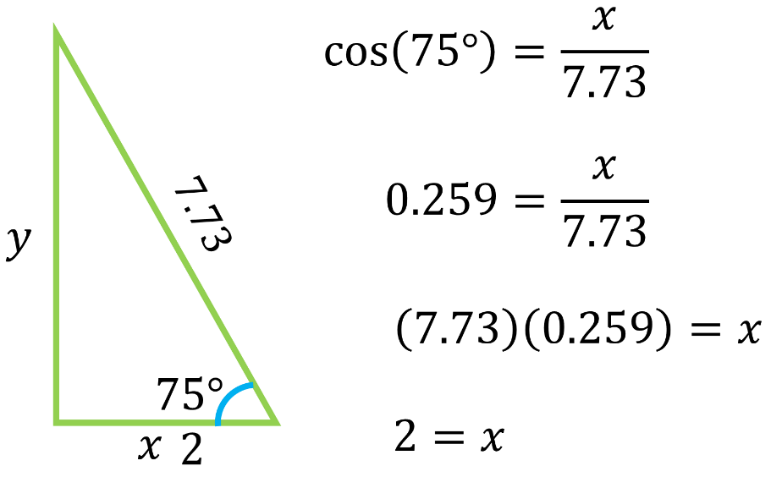 cos(75°) = x/7.73
0.259 = x/7.73
(7.73)(0.259) = x
2 = x
y
7.73
75°
x 2